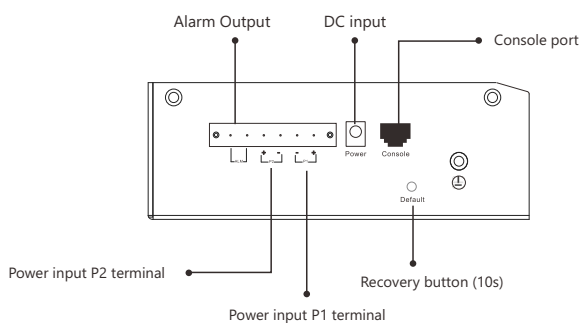 Alarm Output
DC input
Console port
+ - - +
ALM
Power
Console
Default
Power input P2 terminal
Recovery button (10s)
Power input P1 terminal